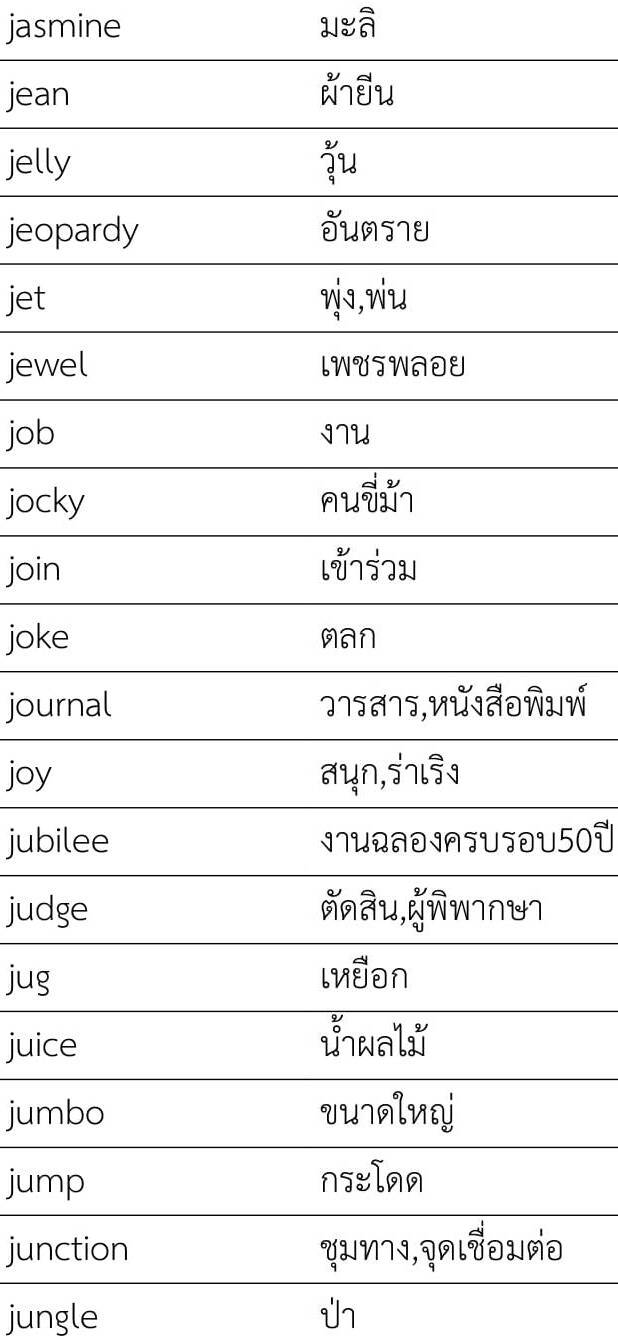 jasmine มะลิ
jean ผ้ายีน
jelly วุ้น
jeopardy อันตราย
jet พุ่ง,พ่น
jewel เพชรพลอย
job งาน
jocky คนขี่ม้า
join เข้าร่วม
joke ตลก
journal วารสาร,หนังสือพิมพ์
joy สนุก,ร่าเริง
jubilee งานฉลองครบรอบ50ปี
judge ตัดสิน,ผู้พิพากษา
jug เหยือก
juice น้ำผลไม้
jumbo ขนาดใหญ่
jump กระโดด
junction ชุมทาง,จุดเชื่อมต่อ
jungle ป่า